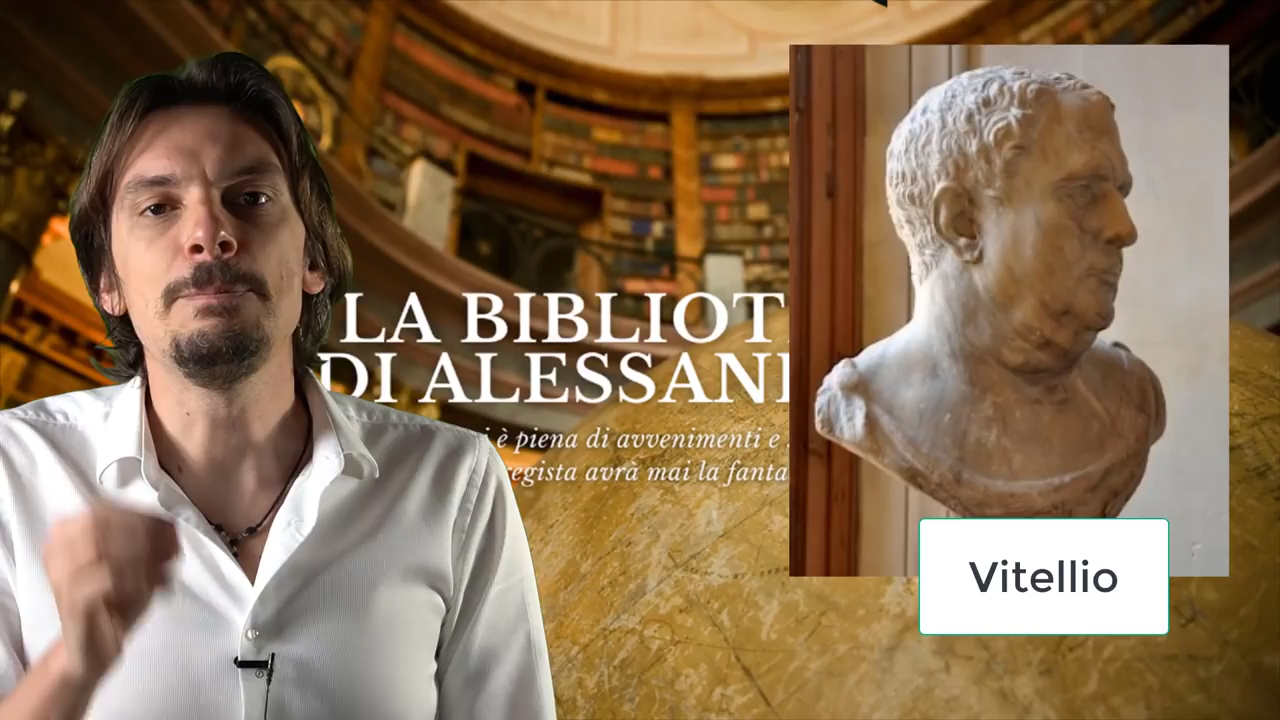 LA BIBLIOT
DI ALESSAN
è piena di avvenimenti e
regista avrà mai la fanta
Vitellio